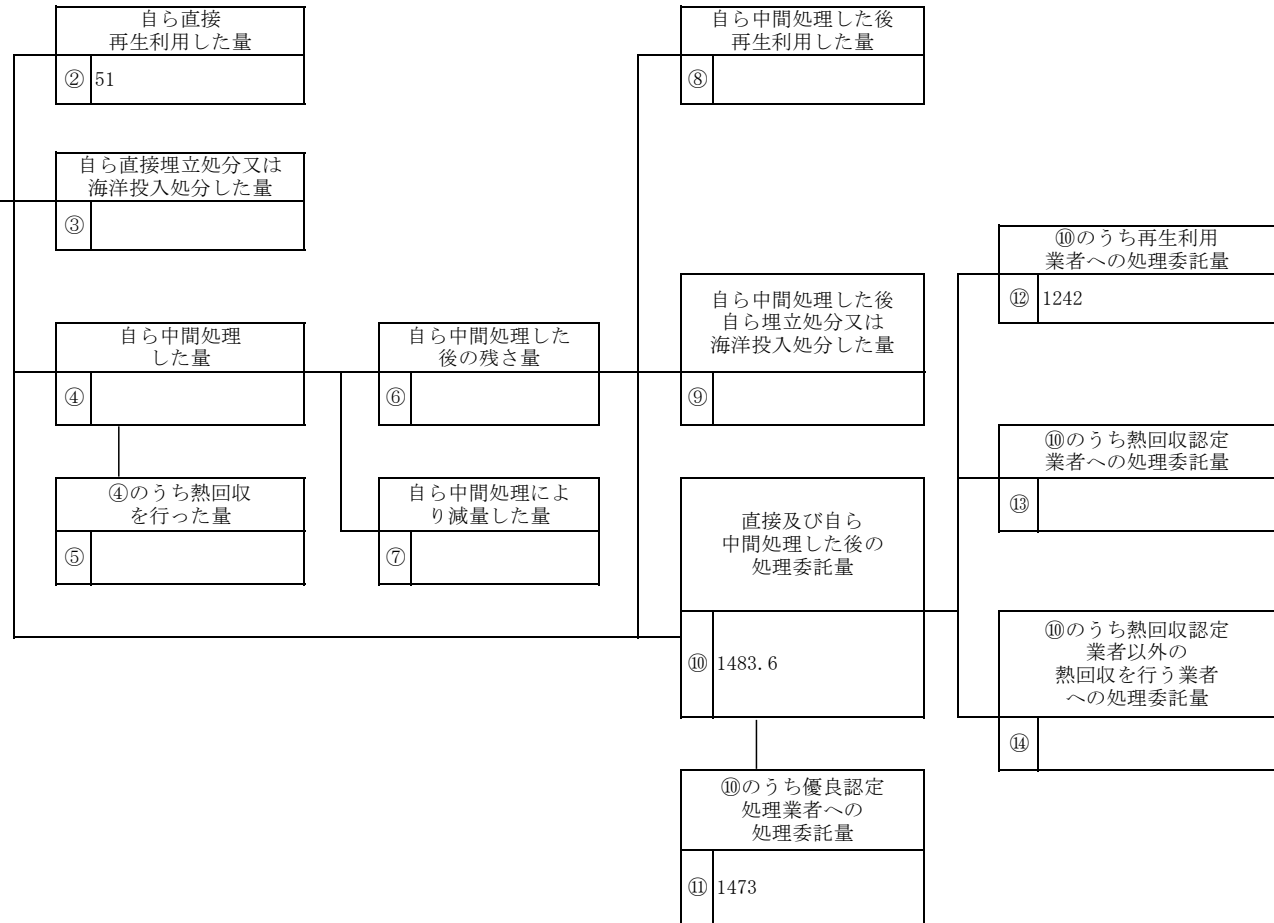 自ら直接
再生利用した量
② 51
自ら直接埋立処分又は
海洋投入処分した量
③
自ら中間処理
した量
④
④のうち熱回収
を行った量
⑤
自ら中間処理した
後の残さ量
⑥
自ら中間処理によ
り減量した量
⑦
自ら中間処理した後
再生利用した量
⑧
自ら中間処理した後
自ら埋立処分又は
海洋投入処分した量
⑨
直接及び自ら
中間処理した後の
処理委託量
⑩ 1483.6
⑩のうち優良認定
処理業者への
処理委託量
⑪ 1473
⑩のうち再生利用
業者への処理委託量
⑫ 1242
⑩のうち熱回収認定
業者への処理委託量
⑬
⑩のうち熱回収認定
業者以外の
熱回収を行う業者
への処理委託量
⑭